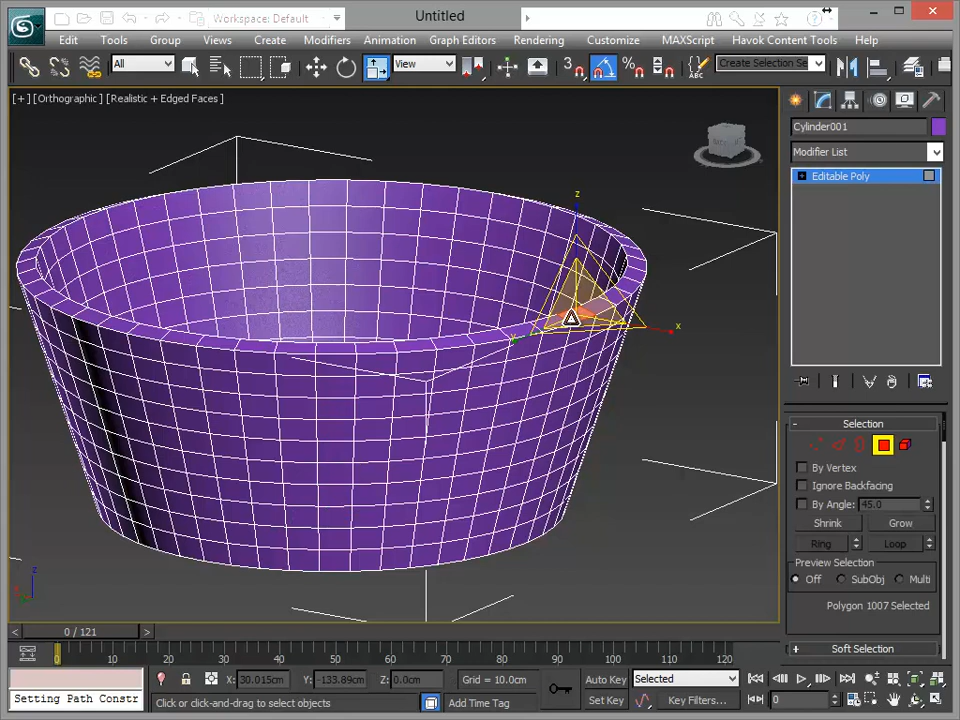 Workspace: Default
Untitled
Edit Tools Group Views Create Modifiers Animation Graph Editors Rendering Customize MAXScript Havok Content Tools Help
All View 3 % ABC Create Selection Se
[+] [Orthographic ] [Realistic + Edged Faces ]
Cylinder001
Modifier List
Editable Poly
z
x
y
z
- Selection
By Vertex
Ignore Backfacing
By Angle: 45.0
Shrink Grow
Ring Loop
Preview Selection
Off SubObj Multi
Polygon 1007 Selected
+ Soft Selection
< 0 / 121 >
0 10 20 30 40 50 60 70 80 90 100 110 120
X: 30.015cm Y: -133.89cm Z: 0.0cm Grid = 10.0cm Auto Key Selected
Setting Path Constr Click or click-and-drag to select objects Add Time Tag Set Key Key Filters... 0